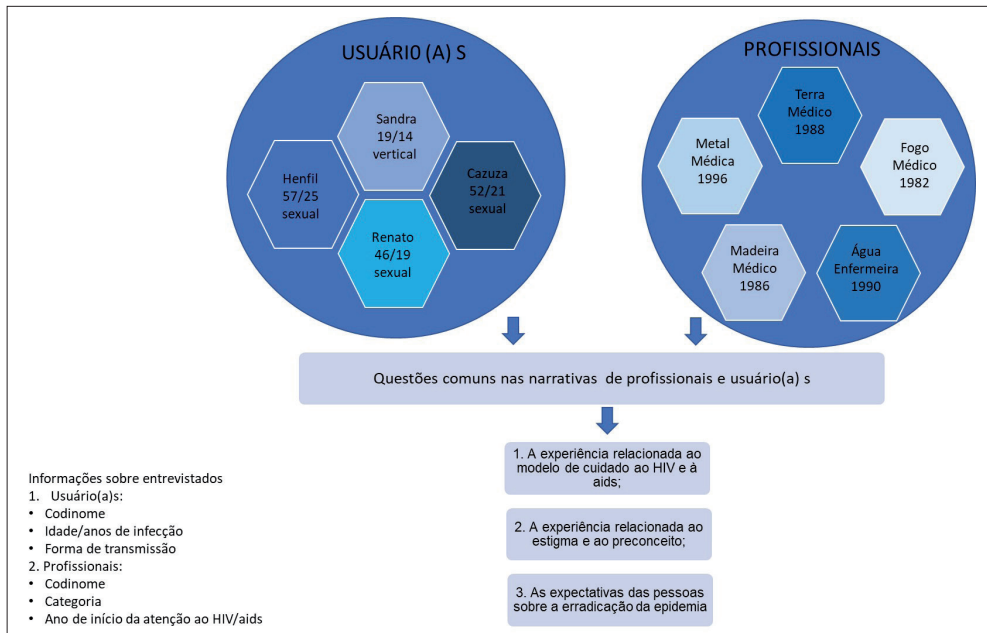 USUÁRIO (A) S
Sandra
19/14
vertical
Henfil
57/25
sexual
Cazuza
52/21
sexual
Renato
46/19
sexual
PROFISSIONAIS
Terra
Médico
1988
Metal
Médica
1996
Fogo
Médico
1982
Madeira
Médico
1986
Água
Enfermeira
1990
Questões comuns nas narrativas de profissionais e usuário(a) s
1. A experiência relacionada ao
modelo de cuidado ao HIV e à
aids;
2. A experiência relacionada ao
estigma e ao preconceito;
3. As expectativas das pessoas
sobre a erradicação da epidemia
Informações sobre entrevistados
1. Usuário(a)s:
• Codinome
• Idade/anos de infecção
• Forma de transmissão
2. Profissionais:
• Codinome
• Categoria
• Ano de início da atenção ao HIV/aids